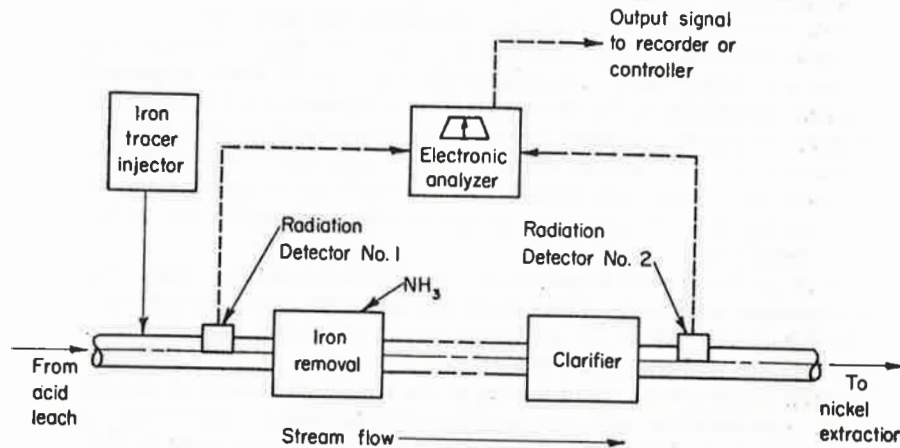 Output signal
to recorder or
controller
Iron
tracer
injector
Electronic
analyzer
Radiation
Detector No. 1
Radiation
Detector No. 2
NH₃
Iron
removal
Clarifier
From
acid
leach
To
nickel
extraction
Stream flow